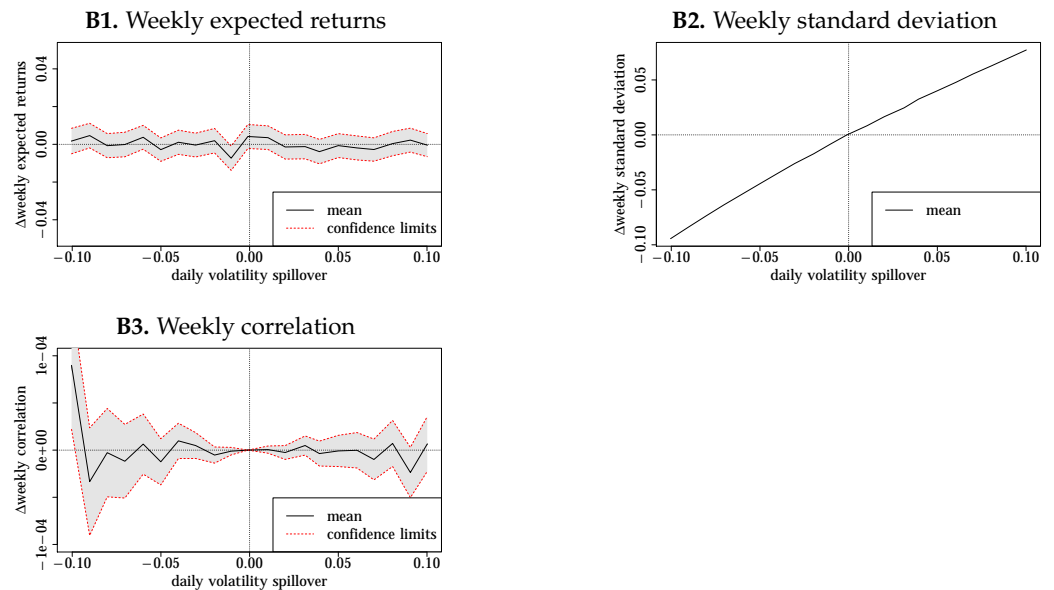 B1. Weekly expected returns
Δweekly expected returns
0.04
0.00
−0.04
mean
confidence limits
−0.10
−0.05
0.00
0.05
0.10
daily volatility spillover
B2. Weekly standard deviation
Δweekly standard deviation
0.05
0.00
−0.05
−0.10
mean
−0.10
−0.05
0.00
0.05
0.10
daily volatility spillover
B3. Weekly correlation
Δweekly correlation
1e−04
0e+00
−1e−04
mean
confidence limits
−0.10
−0.05
0.00
0.05
0.10
daily volatility spillover